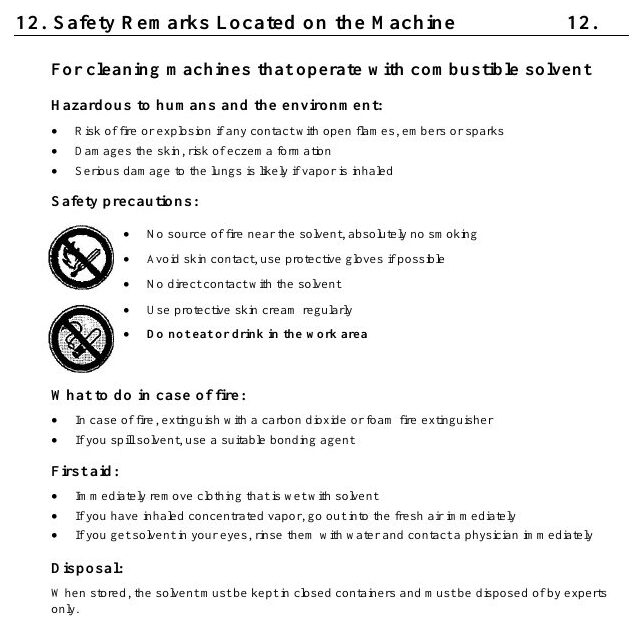 12. Safety Remarks Located on the Machine 12.
For cleaning machines that operate with combustible solvent
Hazardous to humans and the environment:
• Risk of fire or explosion if any contact with open flames, embers or sparks
• Damages the skin, risk of eczema formation
• Serious damage to the lungs is likely if vapor is inhaled
Safety precautions:
• No source of fire near the solvent, absolutely no smoking
• Avoid skin contact, use protective gloves if possible
• No direct contact with the solvent
• Use protective skin cream regularly
• Do not eat or drink in the work area
What to do in case of fire:
• In case of fire, extinguish with a carbon dioxide or foam fire extinguisher
• If you spill solvent, use a suitable bonding agent
First aid:
• Immediately remove clothing that is wet with solvent
• If you have inhaled concentrated vapor, go out into the fresh air immediately
• If you get solvent in your eyes, rinse them with water and contact a physician immediately
Disposal:
When stored, the solvent must be kept in closed containers and must be disposed of by experts
only.